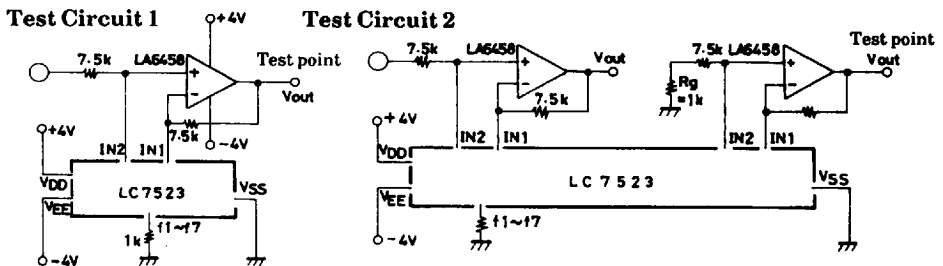 Test Circuit 1
+4V
7.5k
LA6458
Test point
Vout
7.5k
+4V
IN2
IN1
-4V
VDD
LC7523
VSS
VEE
f1~f7
1k
-4V
Test Circuit 2
7.5k
LA6458
Vout
7.5k
+4V
IN2
IN1
VDD
LC7523
VEE
f1~f7
-4V
7.5k
LA6458
Test point
Vout
Rg
=1k
IN2
IN1
VSS